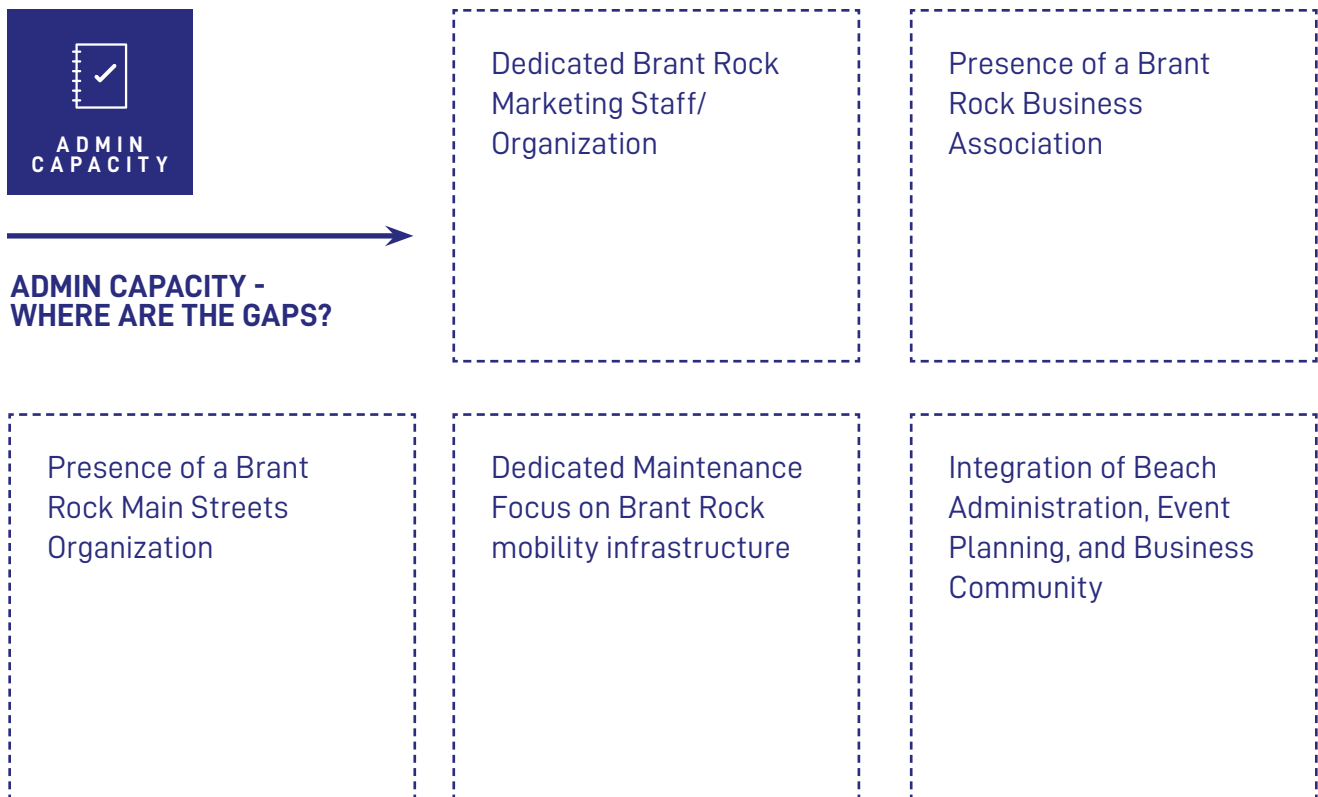 ADMIN
CAPACITY
ADMIN CAPACITY -
WHERE ARE THE GAPS?
Dedicated Brant Rock
Marketing Staff/
Organization
Presence of a Brant
Rock Business
Association
Presence of a Brant
Rock Main Streets
Organization
Dedicated Maintenance
Focus on Brant Rock
mobility infrastructure
Integration of Beach
Administration, Event
Planning, and Business
Community